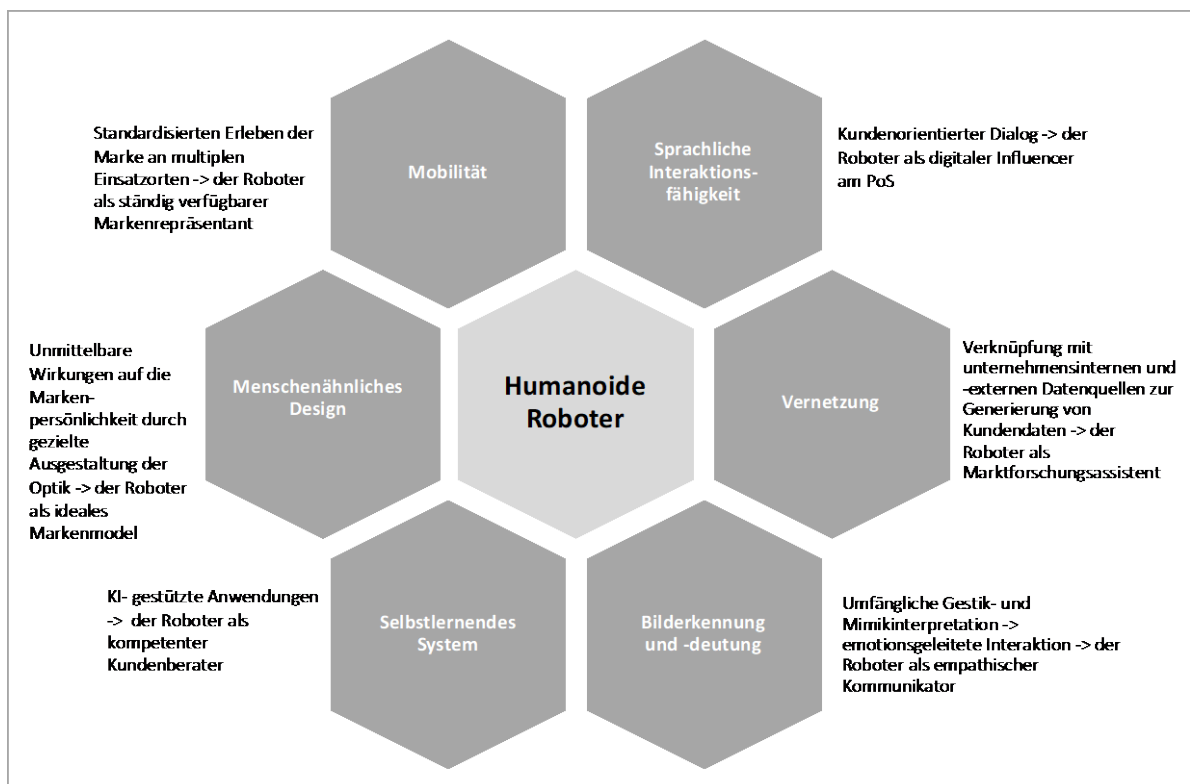 Standardisierten Erleben der
Marke an multiplen
Einsatzorten -> der Roboter
als ständig verfügbarer
Markenrepräsentant
Mobilität
Sprachliche
Interaktions-
fähigkeit
Kundenorientierter Dialog -> der
Roboter als digitaler Influencer
am PoS
Unmittelbare
Wirkungen auf die
Marken-
persönlichkeit durch
gezielte
Ausgestaltung der
Optik -> der Roboter
als ideales
Markenmodel
Menschenähnliches
Design
Humanoide
Roboter
Vernetzung
Verknüpfung mit
unternehmensinternen und
-externen Datenquellen zur
Generierung von
Kundendaten -> der
Roboter als
Marktforschungsassistent
KI- gestützte Anwendungen
-> der Roboter als
kompetenter
Kundenberater
Selbstlernendes
System
Bilderkennung
und -deutung
Umfängliche Gestik- und
Mimikinterpretation ->
emotionsgeleitete Interaktion -> der
Roboter als empathischer
Kommunikator